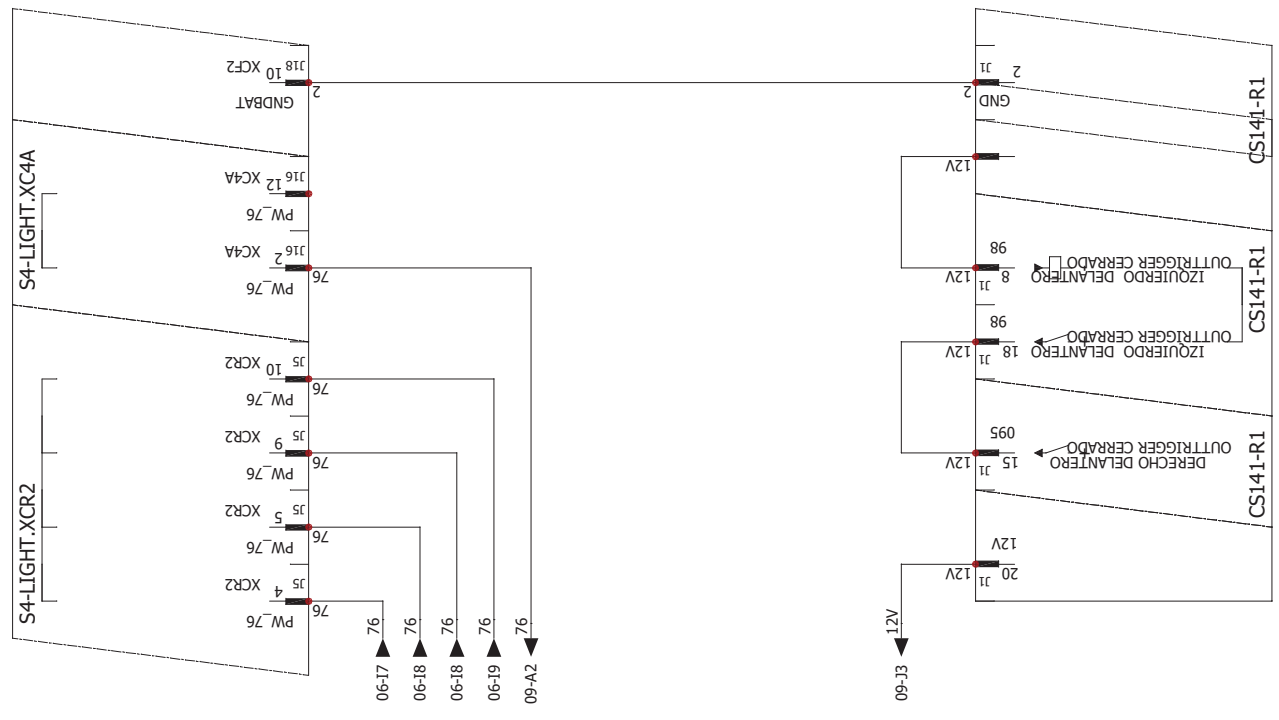 XCF2
10
J18
GNDBAT
2
S4-LIGHT.XC4A
XC4A
12
J16
PW_76
XC4A
2
J16
PW_76
76
S4-LIGHT.XCR2
XCR2
10
J5
PW_76
76
XCR2
9
J5
PW_76
76
XCR2
5
J5
PW_76
76
XCR2
4
J5
PW_76
76
76
76
76
76
76
06-I7
06-I8
06-I8
06-I9
09-A2
J1
2
2
GND
CS141-R1
12V
98
8
J1
12V
OUTTRIGGER CERRADO
IZQUIERDO DELANTERO
CS141-R1
98
18
J1
12V
OUTTRIGGER CERRADO
IZQUIERDO DELANTERO
095
15
J1
12V
OUTTRIGGER CERRADO
DERECHO DELANTERO
CS141-R1
12V
20
J1
12V
12V
09-J3